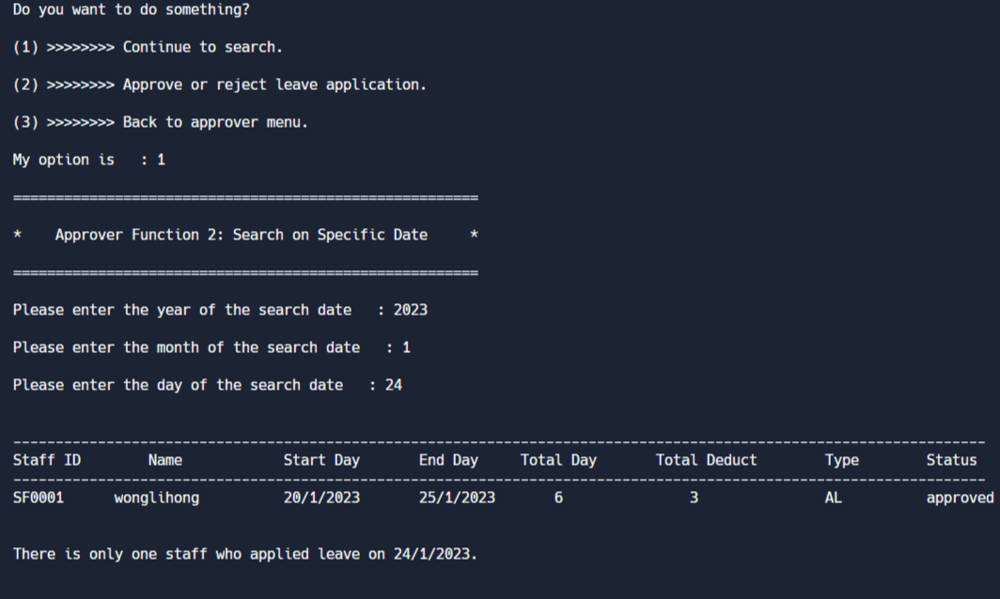 Do you want to do something?
(1) >>>>>>>> Continue to search.
(2) >>>>>>>> Approve or reject leave application.
(3) >>>>>>>> Back to approver menu.
My option is   : 1
=======================================================
*    Approver Function 2: Search on Specific Date     *
=======================================================
Please enter the year of the search date   : 2023
Please enter the month of the search date   : 1
Please enter the day of the search date   : 24
-------------------------------------------------------------------------------------------------------------------
Staff ID        Name            Start Day       End Day     Total Day       Total Deduct        Type        Status
-------------------------------------------------------------------------------------------------------------------
SF0001      wonglihong          20/1/2023       25/1/2023       6               3               AL          approved
There is only one staff who applied leave on 24/1/2023.